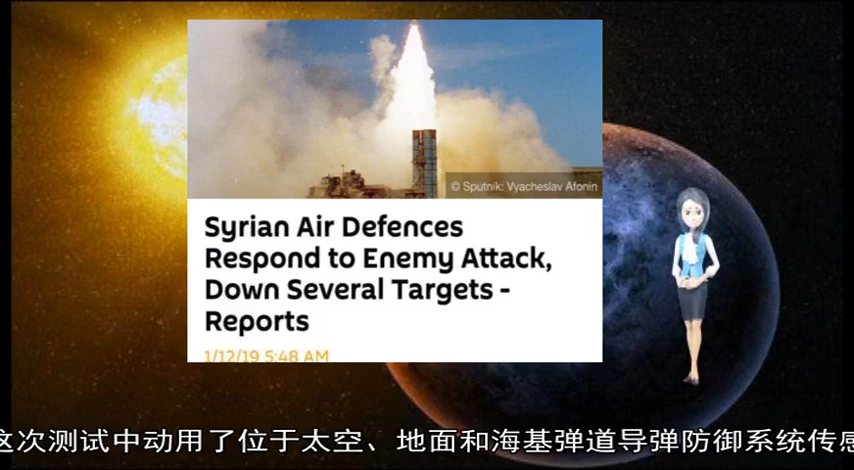 © Sputnik: Vyacheslav Afonin
Syrian Air Defences
Respond to Enemy Attack,
Down Several Targets -
Reports
1/12/19 5:48 AM
这次测试中动用了位于太空、地面和海基弹道导弹防御系统传感